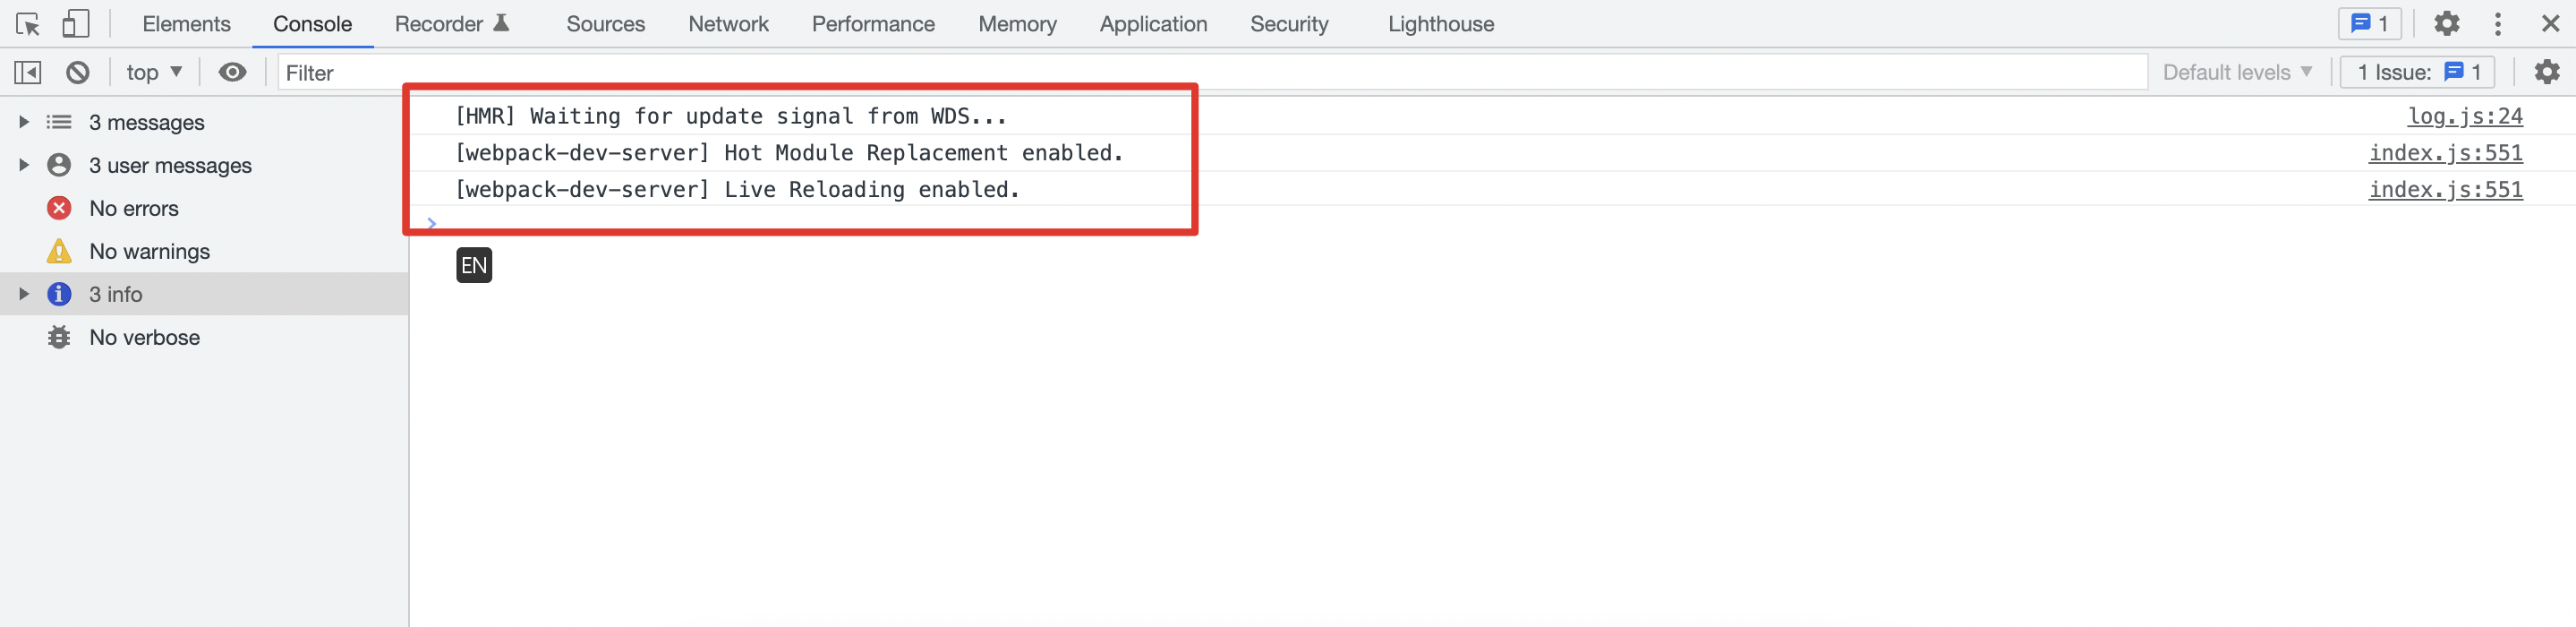 Elements Console Recorder Sources Network Performance Memory Application Security Lighthouse 1
top Filter Default levels 1 Issue: 1
3 messages
3 user messages
No errors
No warnings
3 info
No verbose
[HMR] Waiting for update signal from WDS... log.js:24
[webpack-dev-server] Hot Module Replacement enabled. index.js:551
[webpack-dev-server] Live Reloading enabled. index.js:551
EN